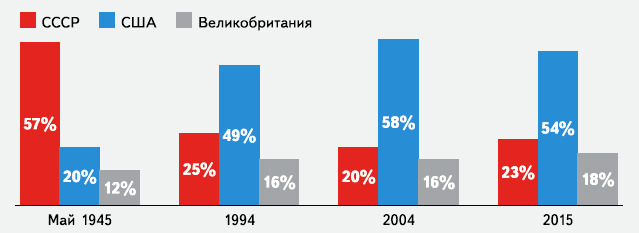 СССР США Великобритания
57% 20% 12% 25% 49% 16% 20% 58% 16% 23% 54% 18%
Май 1945 1994 2004 2015